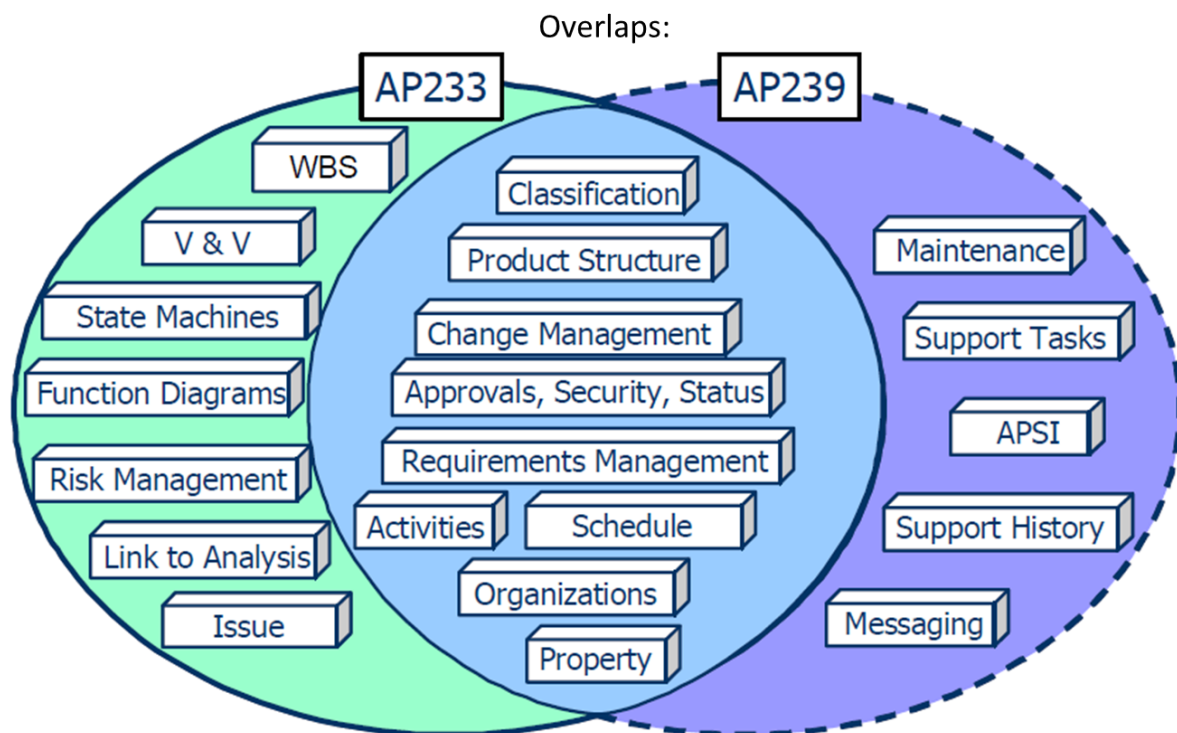 Overlaps:
AP233
AP239
WBS
V & V
State Machines
Function Diagrams
Risk Management
Link to Analysis
Issue
Classification
Product Structure
Change Management
Approvals, Security, Status
Requirements Management
Activities
Schedule
Organizations
Property
Maintenance
Support Tasks
APSI
Support History
Messaging